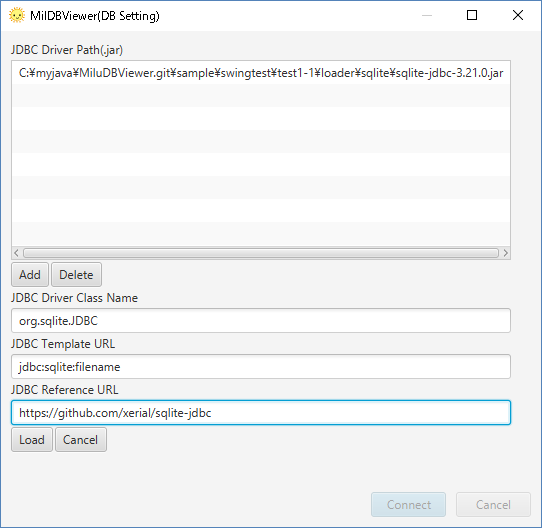 MilDBViewer(DB Setting)
JDBC Driver Path(.jar)
C:¥myjava¥MiluDBViewer.git¥sample¥swingtest¥test1-1¥loader¥sqlite¥sqlite-jdbc-3.21.0.jar
Add Delete
JDBC Driver Class Name
org.sqlite.JDBC
JDBC Template URL
jdbc:sqlite:filename
JDBC Reference URL
https://github.com/xerial/sqlite-jdbc
Load Cancel
Connect Cancel